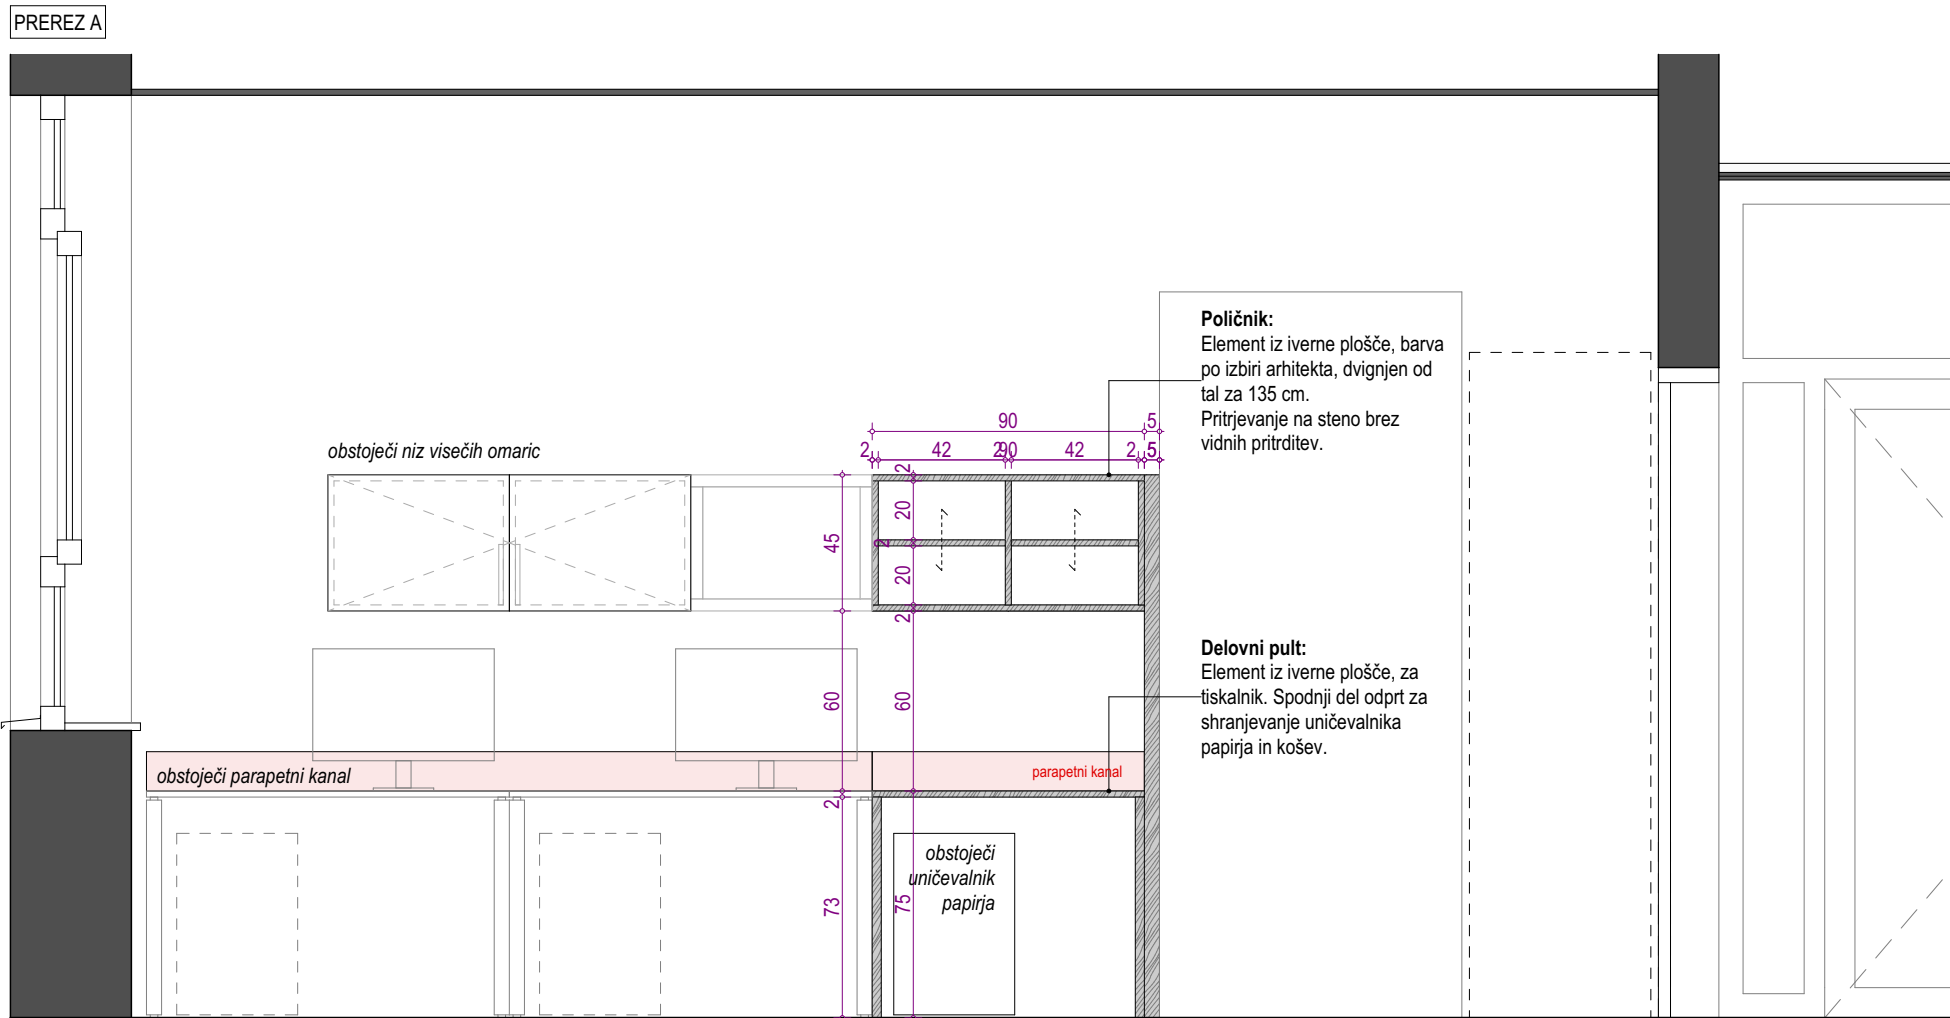 PREREZ A
Poličnik:
Element iz iverne plošče, barva
po izbiri arhitekta, dvignjen od
tal za 135 cm.
Pritrjevanje na steno brez
vidnih pritrditev.
90
5
2
42
2
90
42
2
5
obstoječi niz visečih omaric
2
20
45
2
20
2
Delovni pult:
Element iz iverne plošče, za
tiskalnik. Spodnji del odprt za
shranjevanje uničevalnika
papirja in košev.
60
60
obstoječi parapetni kanal
parapetni kanal
2
obstoječi
uničevalnik
papirja
73
75